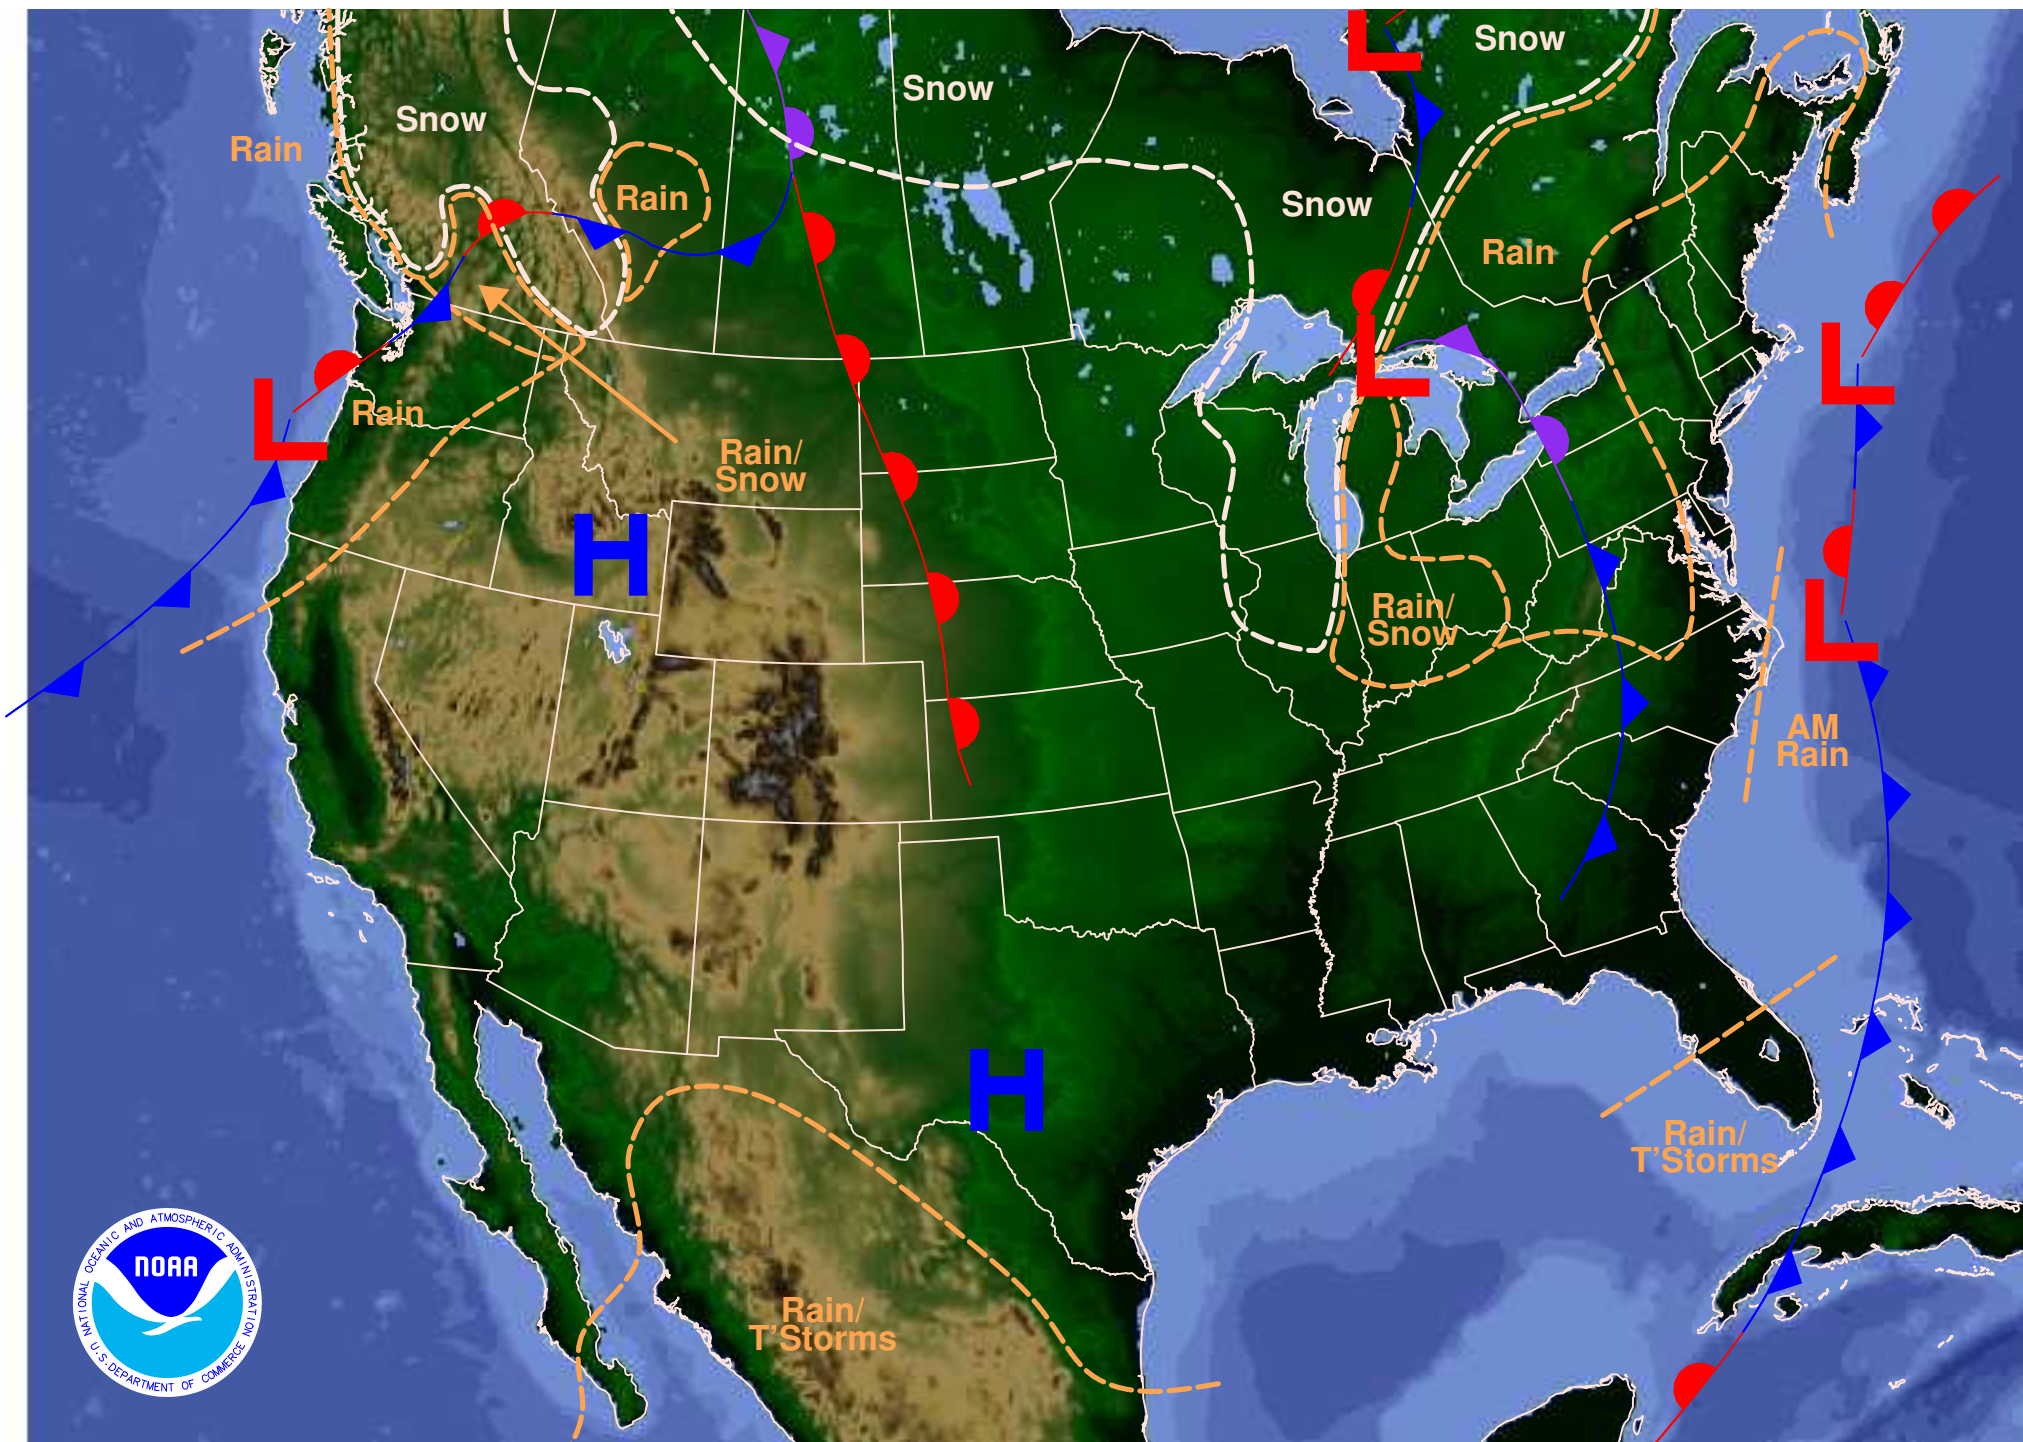 L
Snow
Snow
Snow
Rain
Rain
Snow
Rain
L
L
L
Rain
Rain/
Snow
H
L
Rain/
Snow
AM
Rain
H
Rain/
T'Storms
Rain/
T'Storms
NATIONAL OCEANIC AND ATMOSPHERIC ADMINISTRATION
NOAA
U.S. DEPARTMENT OF COMMERCE